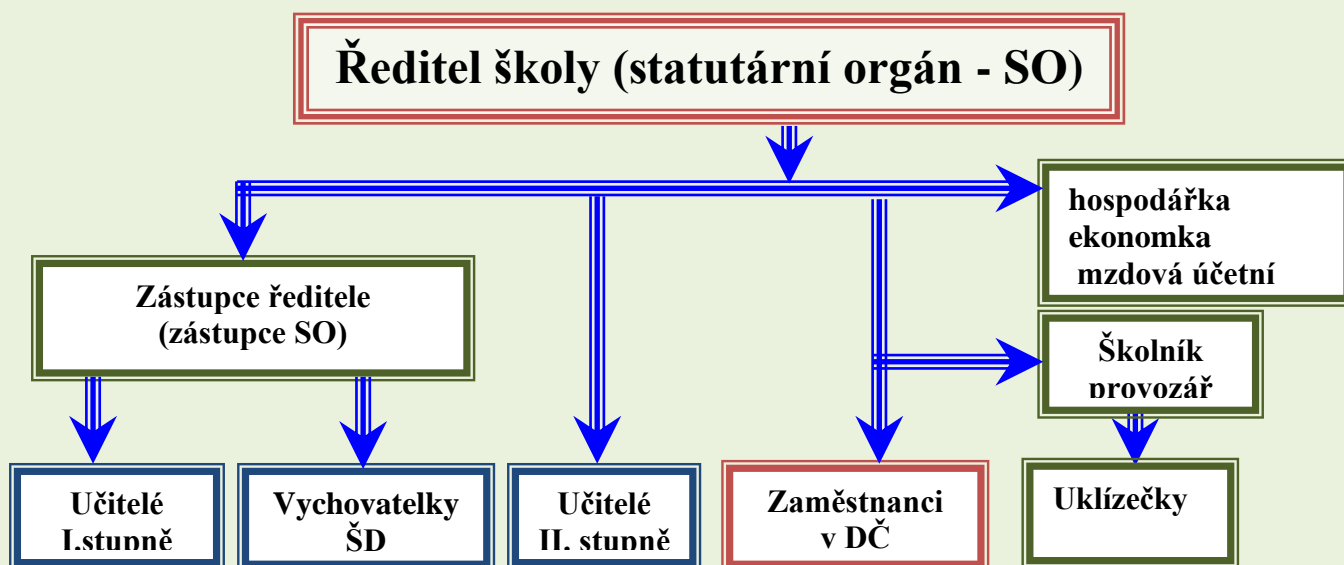 Ředitel školy (statutární orgán - SO)
hospodářka
ekonomka
mzdová účetní
Zástupce ředitele
(zástupce SO)
Školník
provozář
Učitelé
I.stupně
Vychovatelky
ŠD
Učitelé
II. stupně
Zaměstnanci
v DČ
Uklízečky